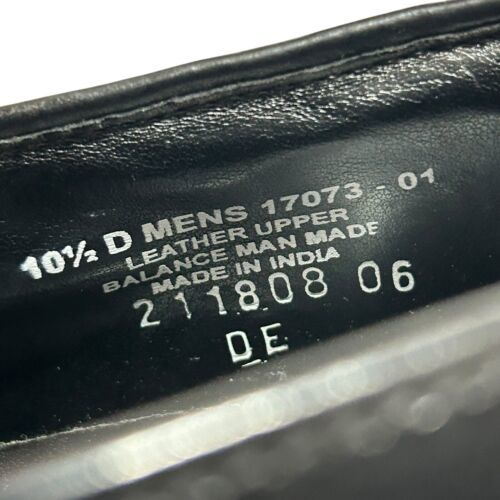 10½ D MENS 17073 - 01
LEATHER UPPER
BALANCE MAN MADE
MADE IN INDIA
211808 06
DE